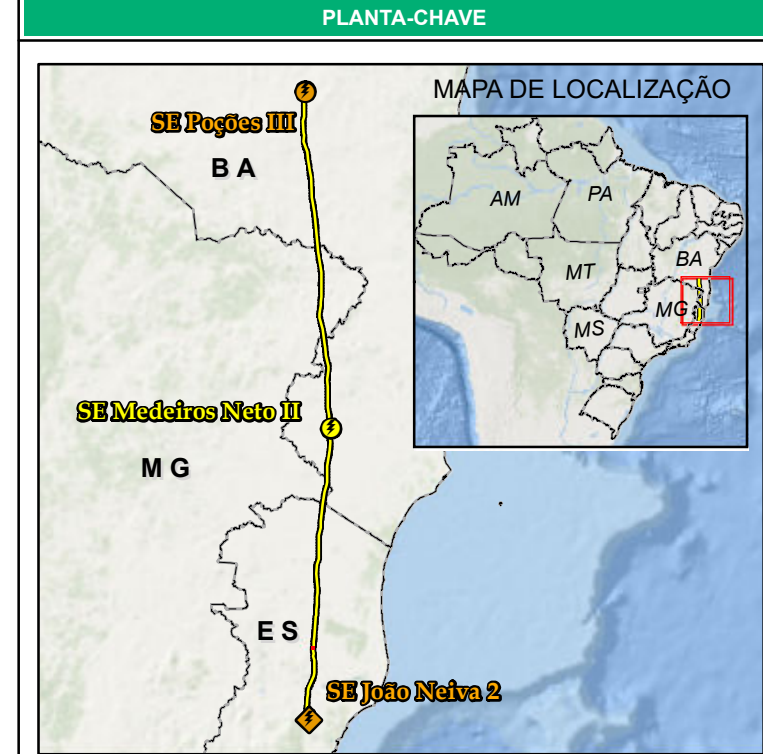 PLANTA-CHAVE
MAPA DE LOCALIZAÇÃO
SE Poções III
B A
AM
PA
BA
MT
MG
MS
SE Medeiros Neto II
M G
E S
SE João Neiva 2